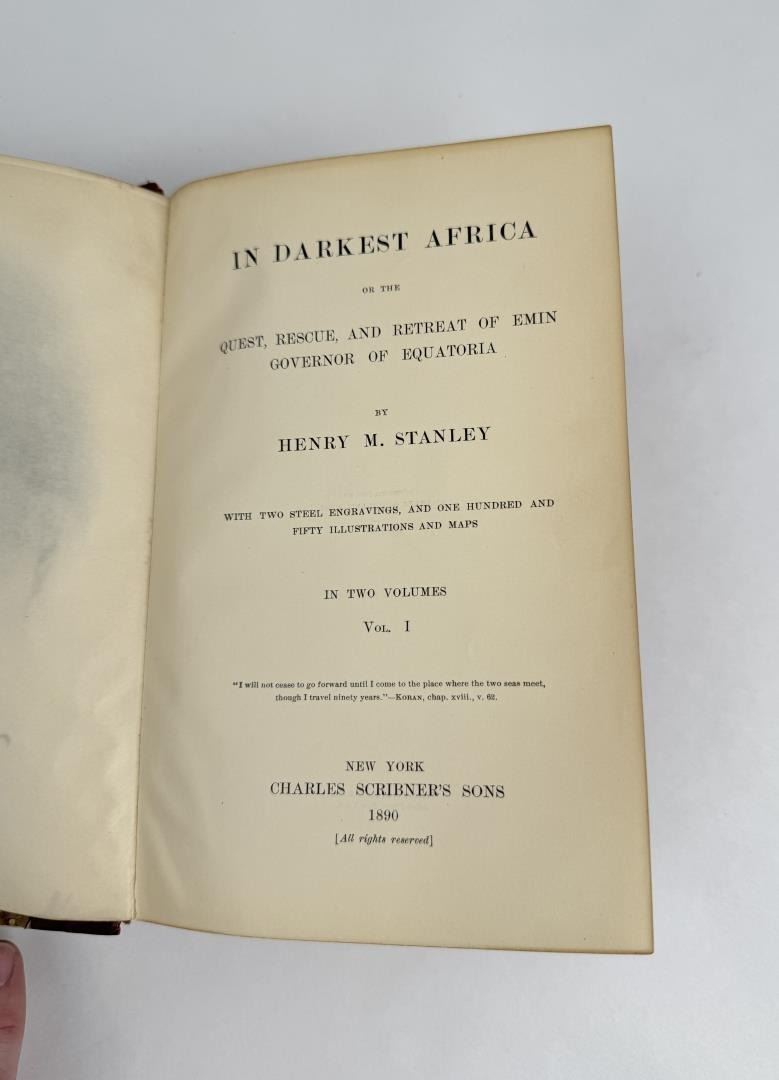 IN DARKEST AFRICA
OR THE
QUEST, RESCUE, AND RETREAT OF EMIN
GOVERNOR OF EQUATORIA
BY
HENRY M. STANLEY
WITH TWO STEEL ENGRAVINGS, AND ONE HUNDRED AND
FIFTY ILLUSTRATIONS AND MAPS
IN TWO VOLUMES
VOL. I
"I will not cease to go forward until I come to the place where the two seas meet,
though I travel ninety years."—KORAN, chap. xviii., v. 62.
NEW YORK
CHARLES SCRIBNER'S SONS
1890
[All rights reserved]